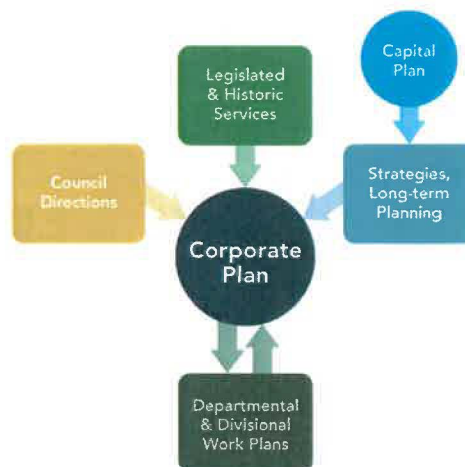 Capital
Plan
Legislated
& Historic
Services
Council
Directions
Strategies,
Long-term
Planning
Corporate
Plan
Departmental
& Divisional
Work Plans